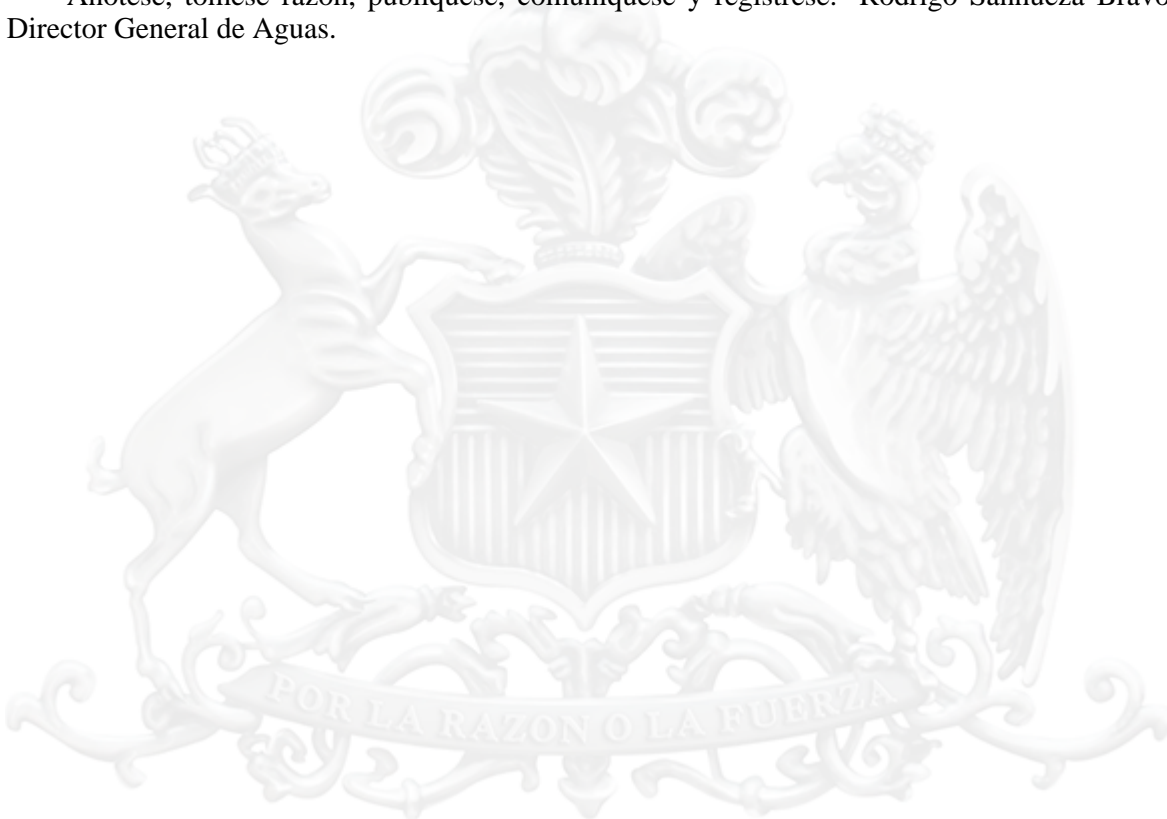 Anótese, tómese razón, publíquese, comuníquese y regístrese.- Rodrigo Sanhueza Bravo,
Director General de Aguas.
POR LA RAZON O LA FUERZA